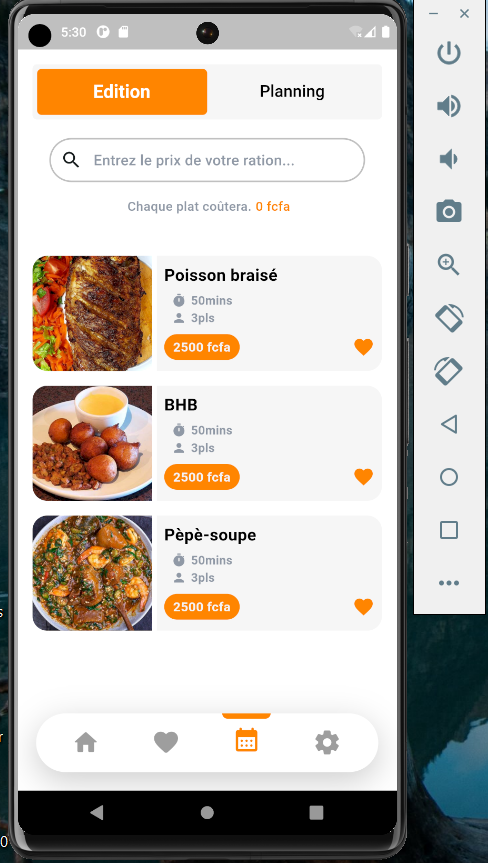 5:30
Edition
Planning
Entrez le prix de votre ration...
Chaque plat coûtera. 0 fcfa
Poisson braisé
50mins
3pls
2500 fcfa
BHB
50mins
3pls
2500 fcfa
Pèpè-soupe
50mins
3pls
2500 fcfa
s
r
0